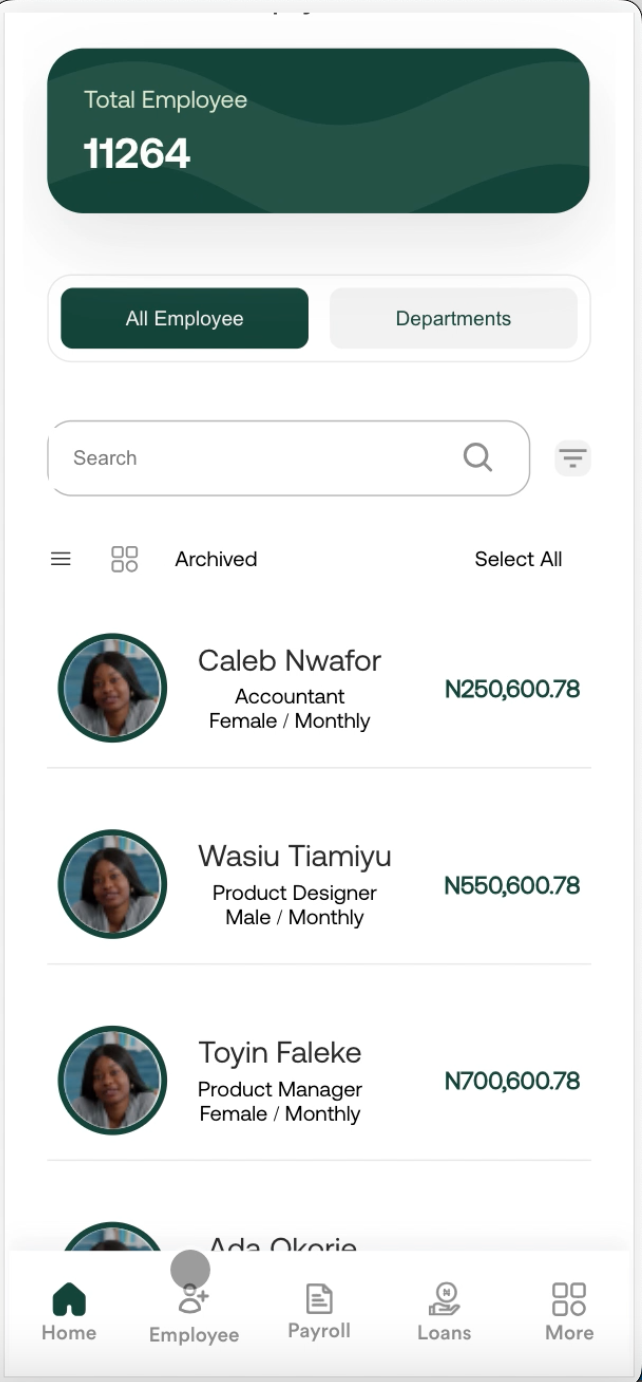 Total Employee
11264
All Employee
Departments
Search
Archived
Select All
Caleb Nwafor
Accountant
Female / Monthly
N250,600.78
Wasiu Tiamiyu
Product Designer
Male / Monthly
N550,600.78
Toyin Faleke
Product Manager
Female / Monthly
N700,600.78
Ada Okorie
Home
Employee
Payroll
Loans
More